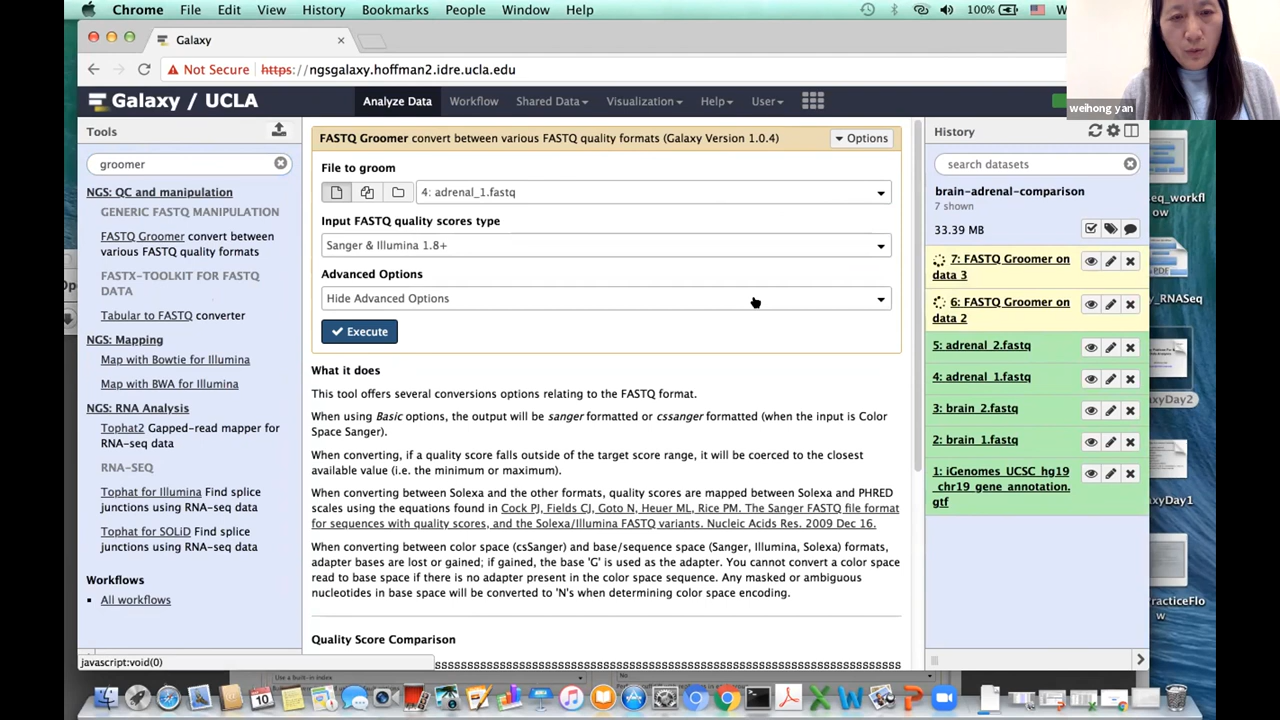 Chrome File Edit View History Bookmarks People Window Help 100% W
Galaxy
Not Secure https://ngsgalaxy.hoffman2.idre.ucla.edu
weihong yan
Galaxy / UCLA Analyze Data Workflow Shared Data Visualization Help User
Tools
groomer
NGS: QC and manipulation
GENERIC FASTQ MANIPULATION
FASTQ Groomer convert between
various FASTQ quality formats
FASTX-TOOLKIT FOR FASTQ
DATA
Tabular to FASTQ converter
NGS: Mapping
Map with Bowtie for Illumina
Map with BWA for Illumina
NGS: RNA Analysis
Tophat2 Gapped-read mapper for
RNA-seq data
RNA-SEQ
Tophat for Illumina Find splice
junctions using RNA-seq data
Tophat for SOLiD Find splice
junctions using RNA-seq data
Workflows
All workflows
javascript:void(0)
FASTQ Groomer convert between various FASTQ quality formats (Galaxy Version 1.0.4) Options
File to groom
4: adrenal_1.fastq
Input FASTQ quality scores type
Sanger & Illumina 1.8+
Advanced Options
Hide Advanced Options
Execute
What it does
This tool offers several conversions options relating to the FASTQ format.
When using Basic options, the output will be sanger formatted or cssanger formatted (when the input is Color
Space Sanger).
When converting, if a quality score falls outside of the target score range, it will be coerced to the closest
available value (i.e. the minimum or maximum).
When converting between Solexa and the other formats, quality scores are mapped between Solexa and PHRED
scales using the equations found in Cock PJ, Fields CJ, Goto N, Heuer ML, Rice PM. The Sanger FASTQ file format
for sequences with quality scores, and the Solexa/Illumina FASTQ variants. Nucleic Acids Res. 2009 Dec 16.
When converting between color space (csSanger) and base/sequence space (Sanger, Illumina, Solexa) formats,
adapter bases are lost or gained; if gained, the base 'G' is used as the adapter. You cannot convert a color space
read to base space if there is no adapter present in the color space sequence. Any masked or ambiguous
nucleotides in base space will be converted to 'N's when determining color space encoding.
Quality Score Comparison
History
search datasets
brain-adrenal-comparison
7 shown
33.39 MB
7: FASTQ Groomer on
data 3
6: FASTQ Groomer on
data 2
5: adrenal_2.fastq
4: adrenal_1.fastq
3: brain_2.fastq
2: brain_1.fastq
1: iGenomes_UCSC_hg19
_chr19_gene_annotation.
gtf
seq_workfl
ow
PDF
y_RNASeq
axyDay2
axyDay1
PracticeFlo
w
Op
Use a built-in index
No
10